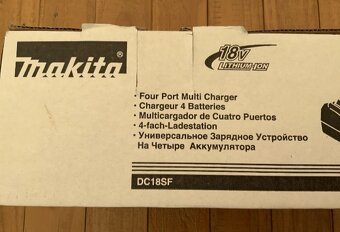 makita®
18V
LITHIUM-ION
· Four Port Multi Charger
· Chargeur 4 Batteries
· Multicargador de Cuatro Puertos
· 4-fach-Ladestation
· Универсальное Зарядное Устройство
На Четыре Аккумулятора
DC18SF